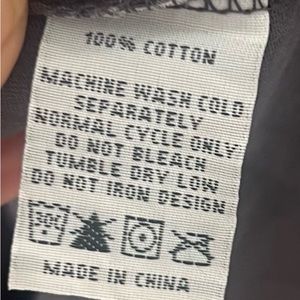 100% COTTON
MACHINE WASH COLD
SEPARATELY
NORMAL CYCLE ONLY
DO NOT BLEACH
TUMBLE DRY LOW
DO NOT IRON DESIGN
30°
MADE IN CHINA